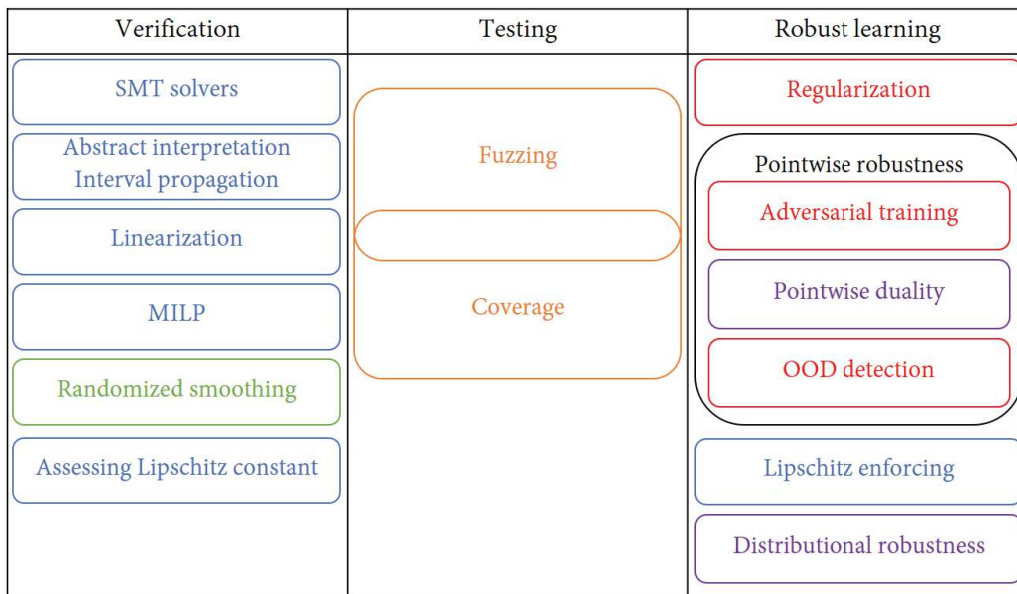 Verification
Testing
Robust learning
SMT solvers
Abstract interpretation
Interval propagation
Linearization
MILP
Randomized smoothing
Assessing Lipschitz constant
Fuzzing
Coverage
Regularization
Pointwise robustness
Adversarial training
Pointwise duality
OOD detection
Lipschitz enforcing
Distributional robustness